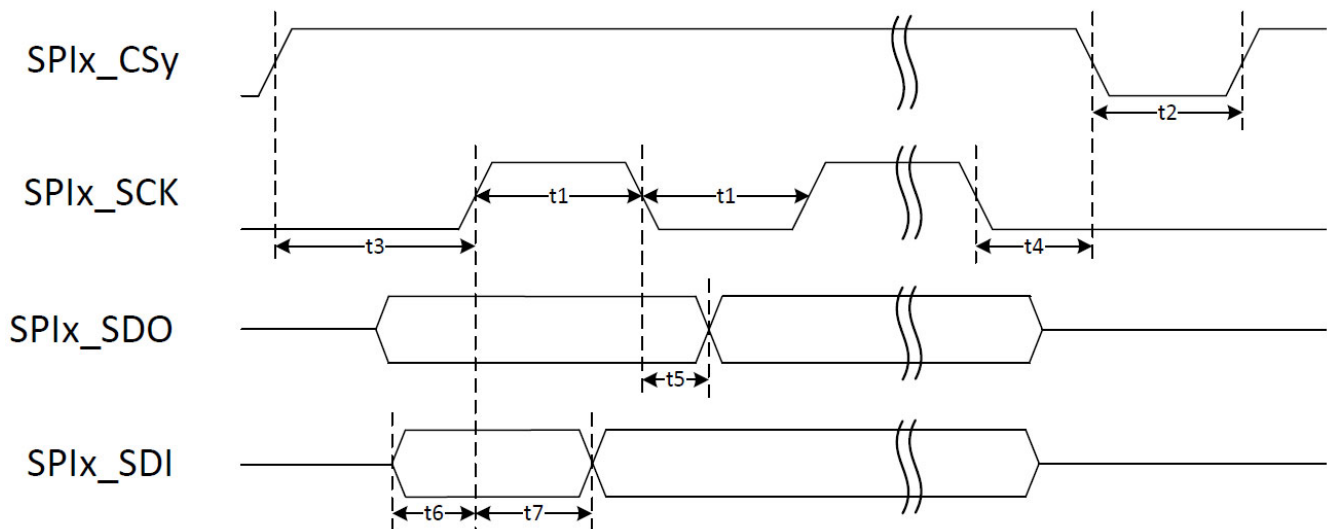 SPIx_CSy
t2
SPIx_SCK
t1 t1
t3 t4
SPIx_SDO
t5
SPIx_SDI
t6 t7